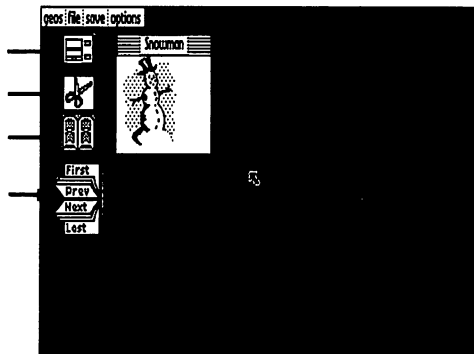 geos file save options
Snowman
First
Prev
Next
Last